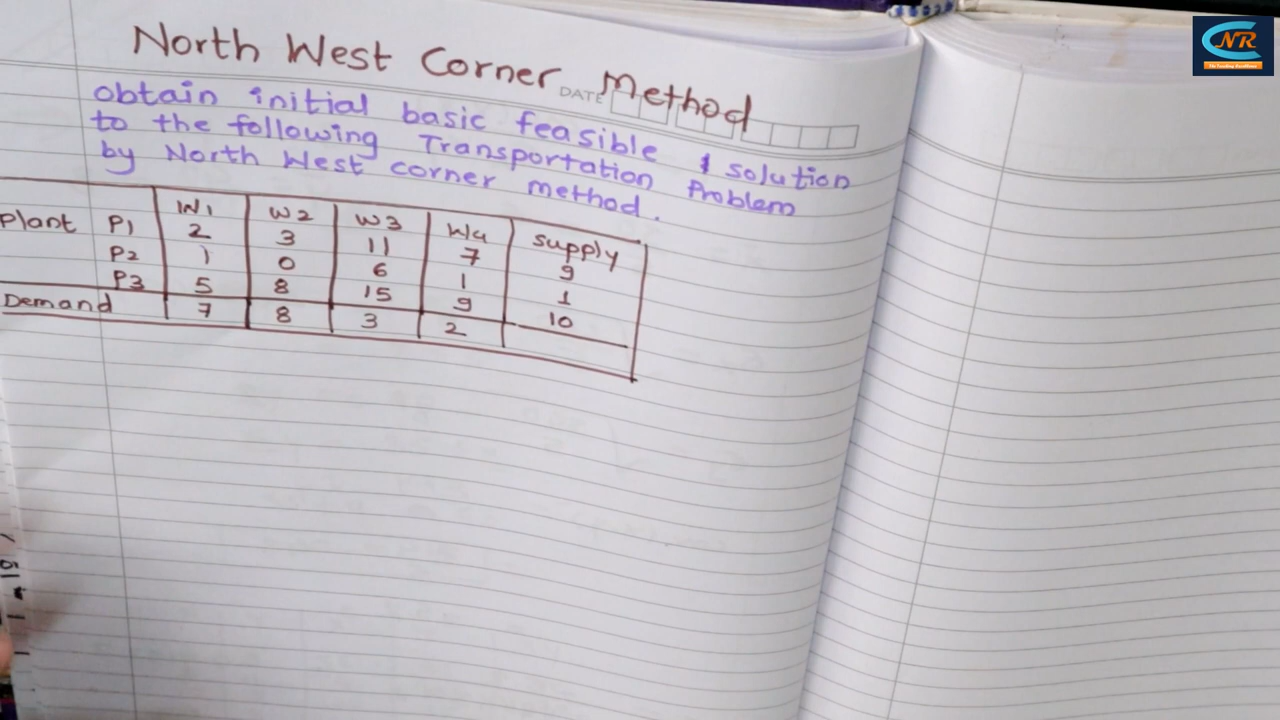 North West Corner Method
DATE
obtain initial basic feasible solution
to the following Transportation Problem
by North West corner method.
W1 W2 W3 W4 Supply
Plant P1 2 3 11 7 9
P2 1 0 6 1 1
P3 5 8 15 9 10
Demand 7 8 3 2
NR